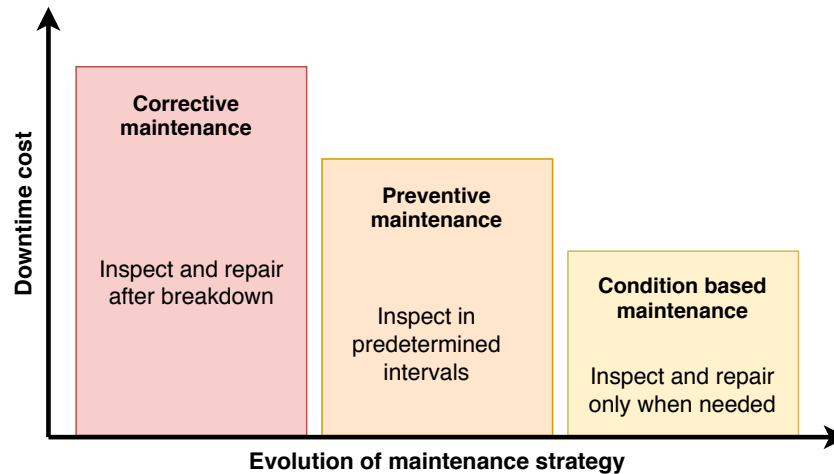 Downtime cost
Corrective
maintenance
Inspect and repair
after breakdown
Preventive
maintenance
Inspect in
predetermined
intervals
Condition based
maintenance
Inspect and repair
only when needed
Evolution of maintenance strategy